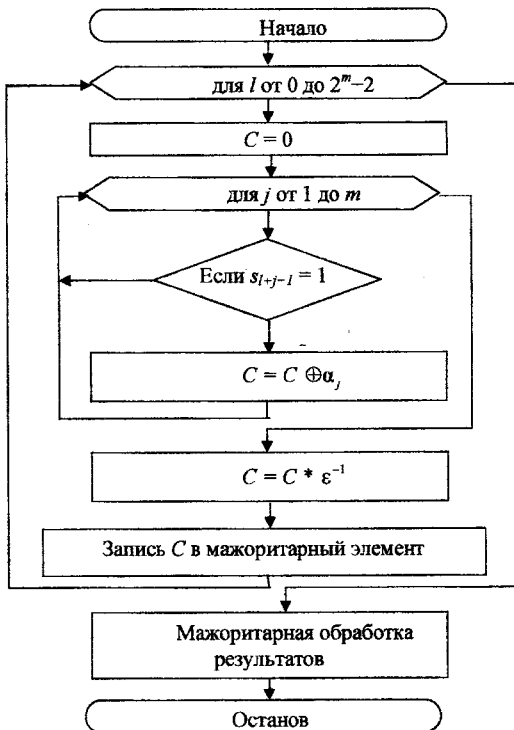 Начало
для l от 0 до 2^m−2
C = 0
для j от 1 до m
Если s_{l+j−1} = 1
C = C ⊕α_j
C = C * ε^{-1}
Запись C в мажоритарный элемент
Мажоритарная обработка
результатов
Останов